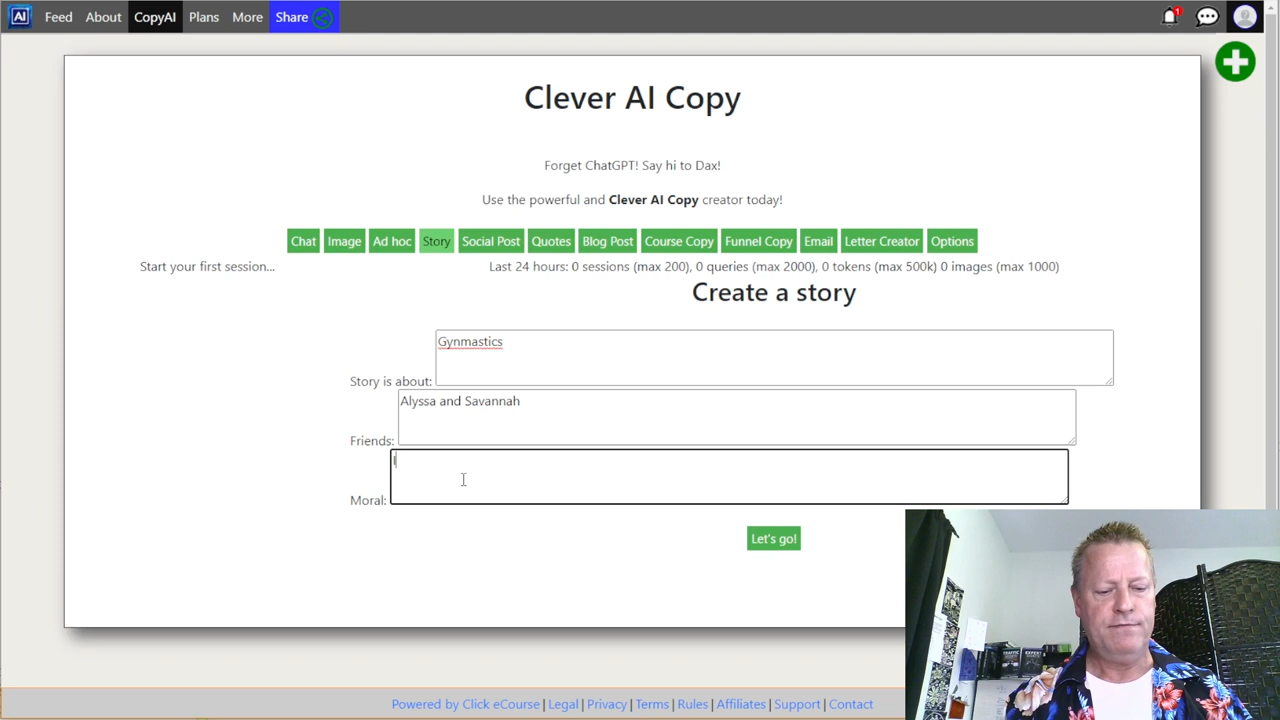 AI Feed About CopyAI Plans More Share 1
Clever AI Copy
Forget ChatGPT! Say hi to Dax!
Use the powerful and Clever AI Copy creator today!
Chat Image Ad hoc Story Social Post Quotes Blog Post Course Copy Funnel Copy Email Letter Creator Options
Start your first session... Last 24 hours: 0 sessions (max 200), 0 queries (max 2000), 0 tokens (max 500k) 0 images (max 1000)
Create a story
Story is about: Gynmastics
Friends: Alyssa and Savannah
Moral:
Let's go!
TRAFFIC EXPERT
Powered by Click eCourse | Legal | Privacy | Terms | Rules | Affiliates | Support | Contact